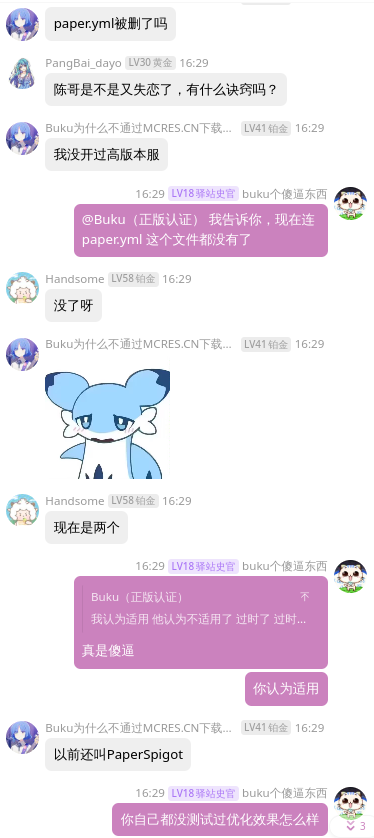 paper.yml被删了吗
PangBai_dayo LV30 黄金 16:29
陈哥是不是又失恋了，有什么诀窍吗？
Buku为什么不通过MCRES.CN下载... LV41 铂金 16:29
我没开过高版本服
16:29 LV18 驿站史官 buku个傻逼东西
@Buku（正版认证） 我告诉你，现在连
paper.yml 这个文件都没有了
Handsome LV58 铂金 16:29
没了呀
Buku为什么不通过MCRES.CN下载... LV41 铂金 16:29
Handsome LV58 铂金 16:29
现在是两个
16:29 LV18 驿站史官 buku个傻逼东西
Buku（正版认证）
我认为适用 他认为不适用了 过时了 过时...
真是傻逼
你认为适用
Buku为什么不通过MCRES.CN下载... LV41 铂金 16:29
以前还叫PaperSpigot
16:29 LV18 驿站史官 buku个傻逼东西
你自己都没测试过优化效果怎么样
3